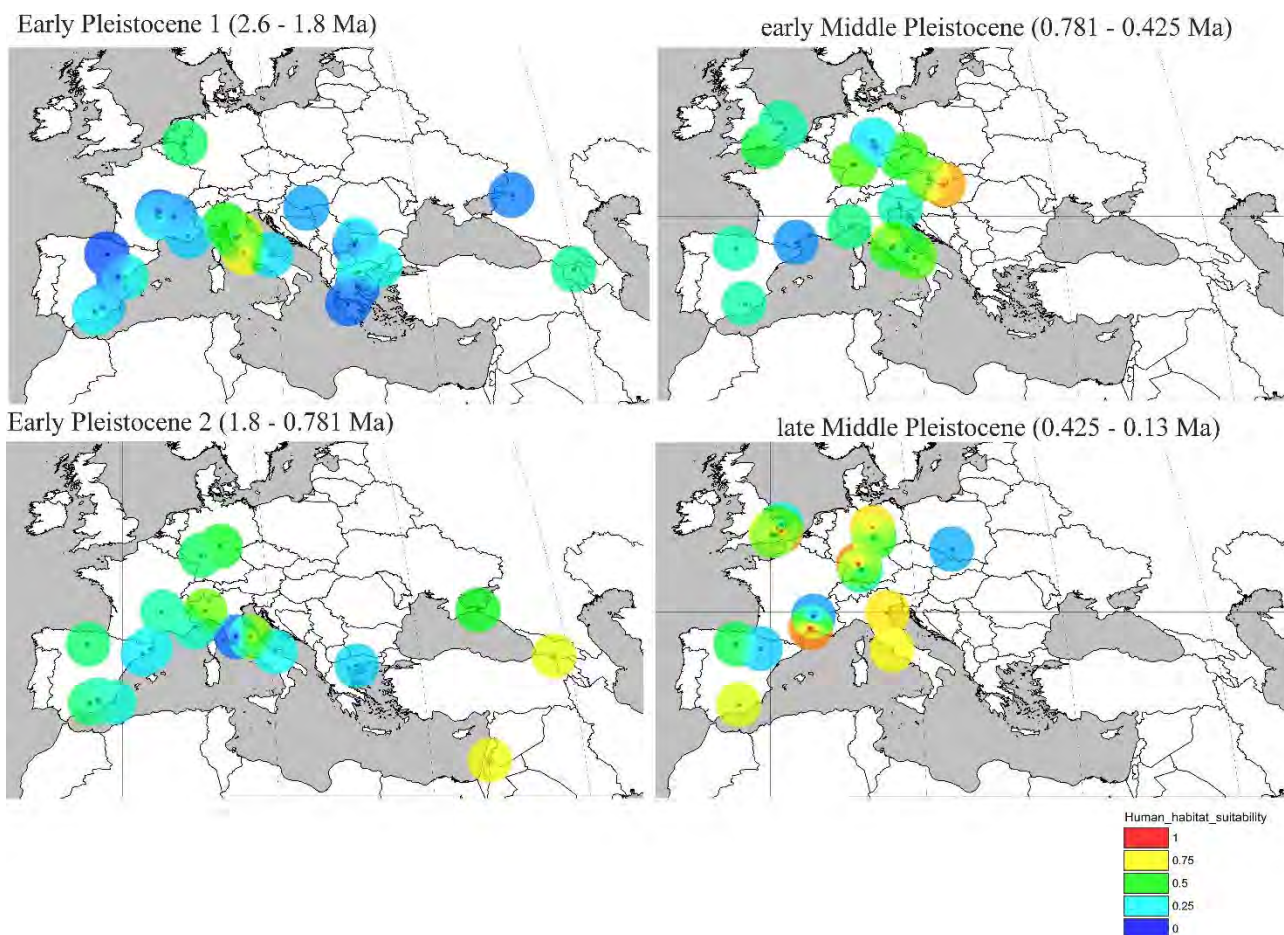 Early Pleistocene 1 (2.6 - 1.8 Ma)
early Middle Pleistocene (0.781 - 0.425 Ma)
Early Pleistocene 2 (1.8 - 0.781 Ma)
late Middle Pleistocene (0.425 - 0.13 Ma)
Human_habitat_suitability
1
0.75
0.5
0.25
0